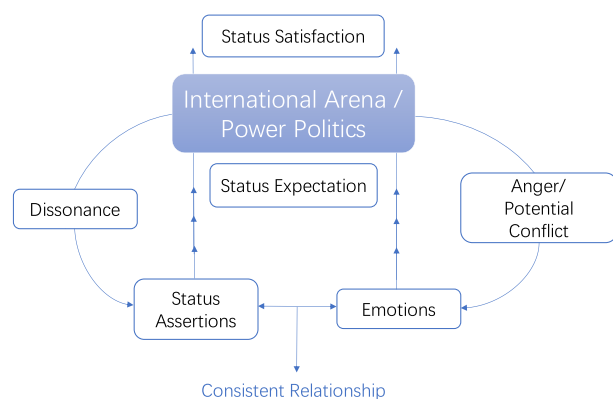 Status Satisfaction
International Arena /
Power Politics
Status Expectation
Dissonance
Anger/
Potential
Conflict
Status
Assertions
Emotions
Consistent Relationship